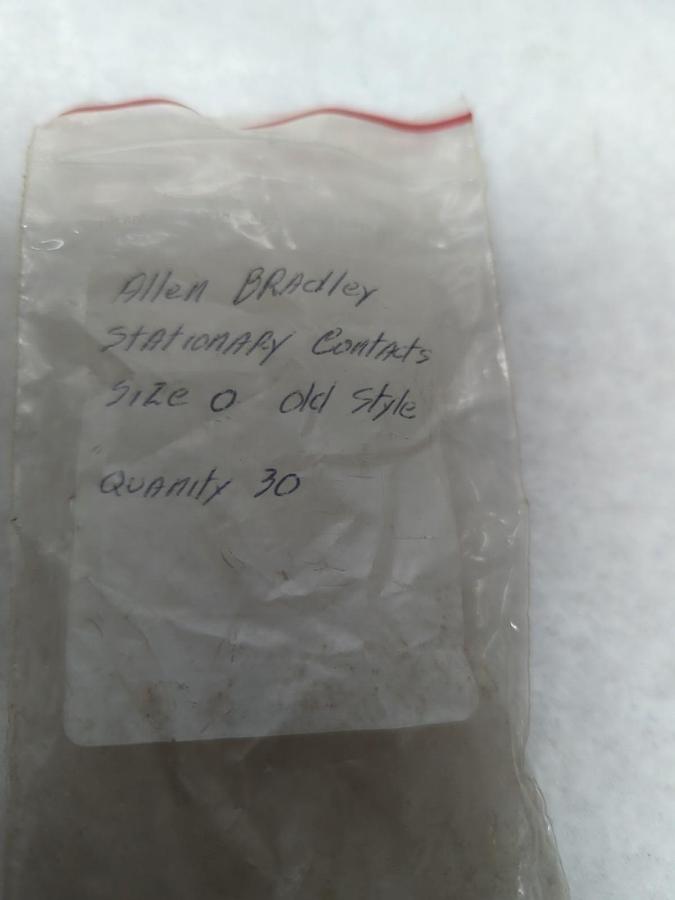 Allen BRAdley
STATIONARY CONTACTS
SIZE 0 old Style
QUANITY 30